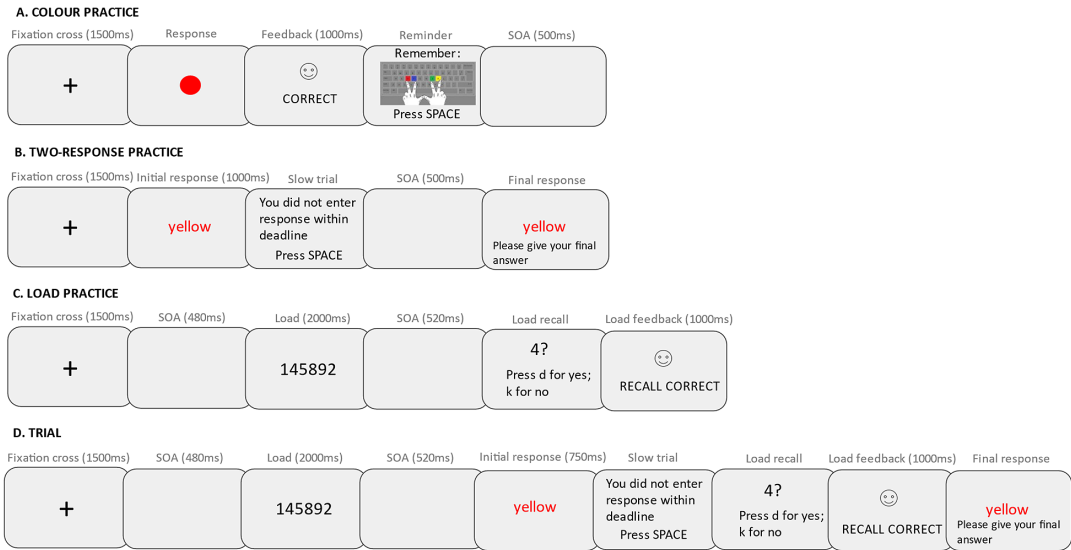 A. COLOUR PRACTICE
Fixation cross (1500ms) Response Feedback (1000ms) Reminder SOA (500ms)
+
CORRECT
Remember:
Press SPACE
B. TWO-RESPONSE PRACTICE
Fixation cross (1500ms) Initial response (1000ms) Slow trial SOA (500ms) Final response
+
yellow
You did not enter
response within
deadline
Press SPACE
yellow
Please give your final
answer
C. LOAD PRACTICE
Fixation cross (1500ms) SOA (480ms) Load (2000ms) SOA (520ms) Load recall Load feedback (1000ms)
+
145892
4?
Press d for yes;
k for no
RECALL CORRECT
D. TRIAL
Fixation cross (1500ms) SOA (480ms) Load (2000ms) SOA (520ms) Initial response (750ms) Slow trial Load recall Load feedback (1000ms) Final response
+
145892
yellow
You did not enter
response within
deadline
Press SPACE
4?
Press d for yes;
k for no
RECALL CORRECT
yellow
Please give your final
answer